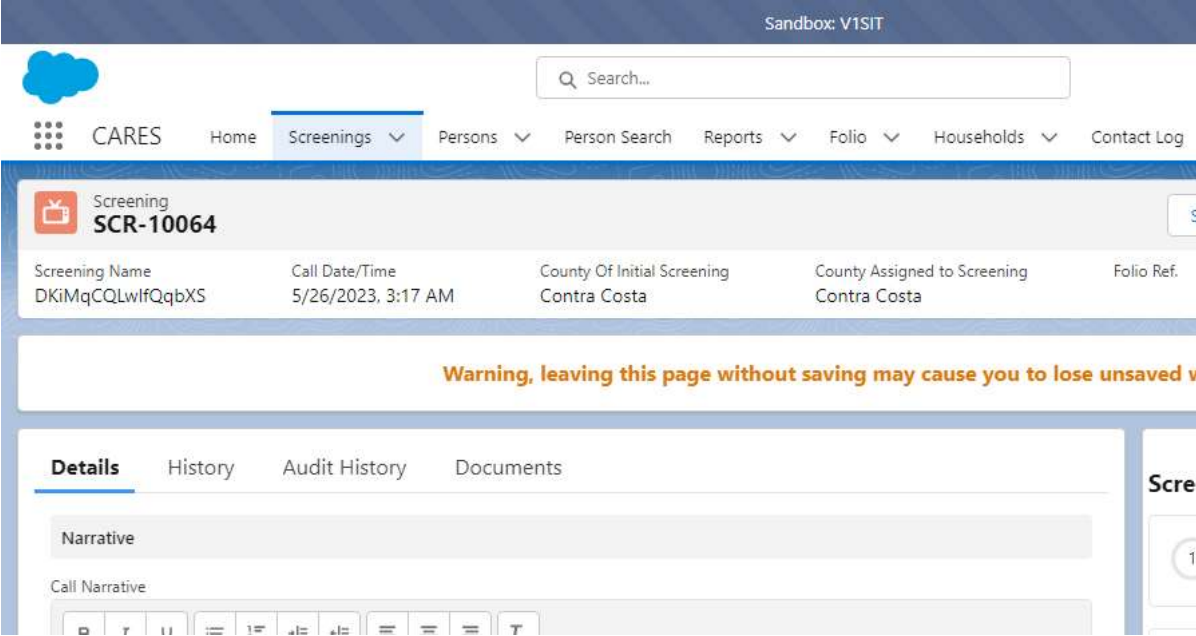 Sandbox: V1SIT
Search...
CARES Home Screenings Persons Person Search Reports Folio Households Contact Log
Screening
SCR-10064
Screening Name Call Date/Time County Of Initial Screening County Assigned to Screening Folio Ref.
DKiMqCQLwlfQqbXS 5/26/2023, 3:17 AM Contra Costa Contra Costa
Warning, leaving this page without saving may cause you to lose unsaved
Details History Audit History Documents
Scre
Narrative
1
Call Narrative
B I U T